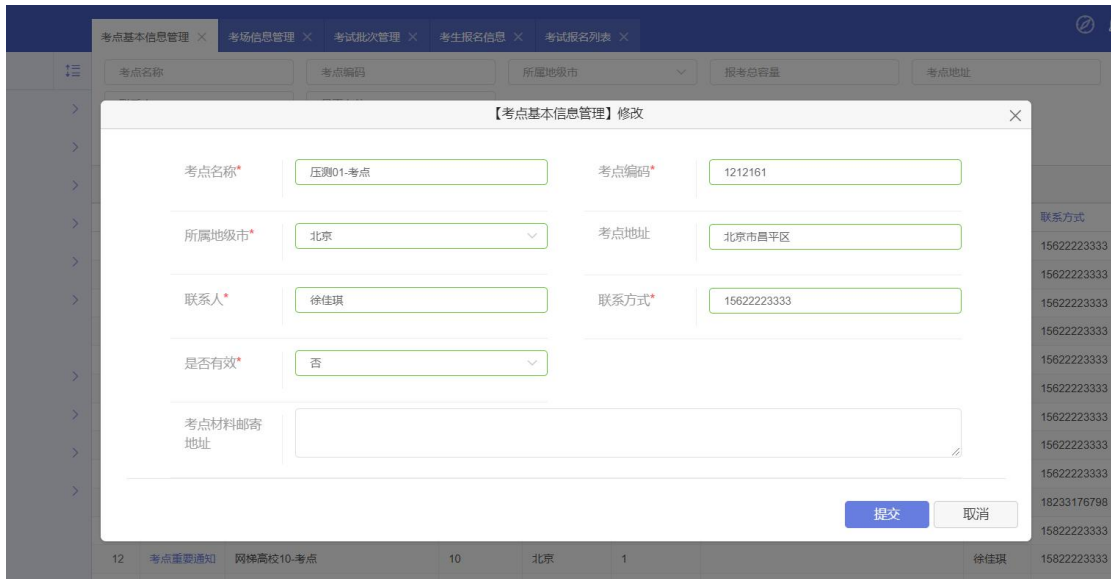 考点基本信息管理 考场信息管理 考试批次管理 考生报名信息 考试报名列表
考点名称 考点编码 所属地级市 报考总容量 考点地址
【考点基本信息管理】修改
考点名称* 压测01-考点 考点编码* 1212161
所属地级市* 北京 考点地址 北京市昌平区
联系方式
15622223333
15622223333
联系人* 徐佳琪 联系方式* 15622223333
15622223333
15622223333
是否有效* 否
15622223333
15622223333
考点材料邮寄
地址
15622223333
15622223333
15622223333
18233176798
提交 取消
15822223333
12 考点重要通知 网梯高校10-考点 10 北京 1 徐佳琪 15822223333